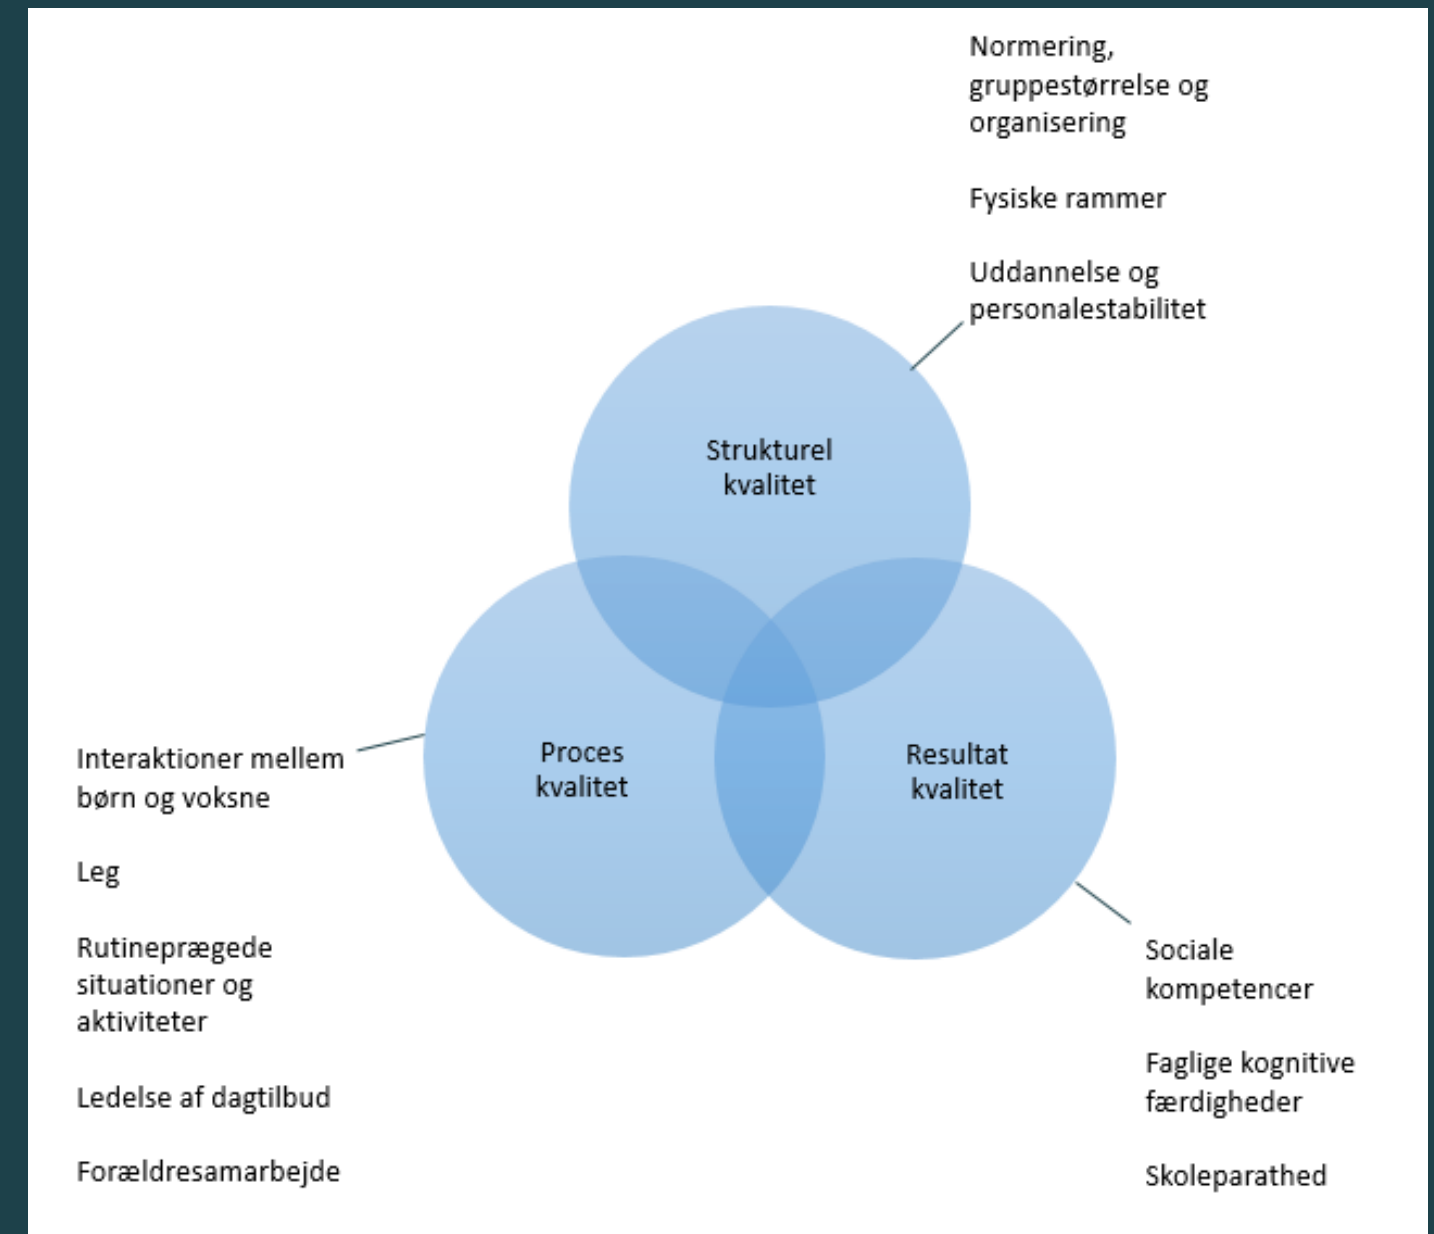 Normering,
gruppestørrelse og
organisering
Fysiske rammer
Uddannelse og
personalestabilitet
Strukturel
kvalitet
Proces
kvalitet
Resultat
kvalitet
Interaktioner mellem
børn og voksne
Leg
Rutineprægede
situationer og
aktiviteter
Ledelse af dagtilbud
Forældresamarbejde
Sociale
kompetencer
Faglige kognitive
færdigheder
Skoleparathed